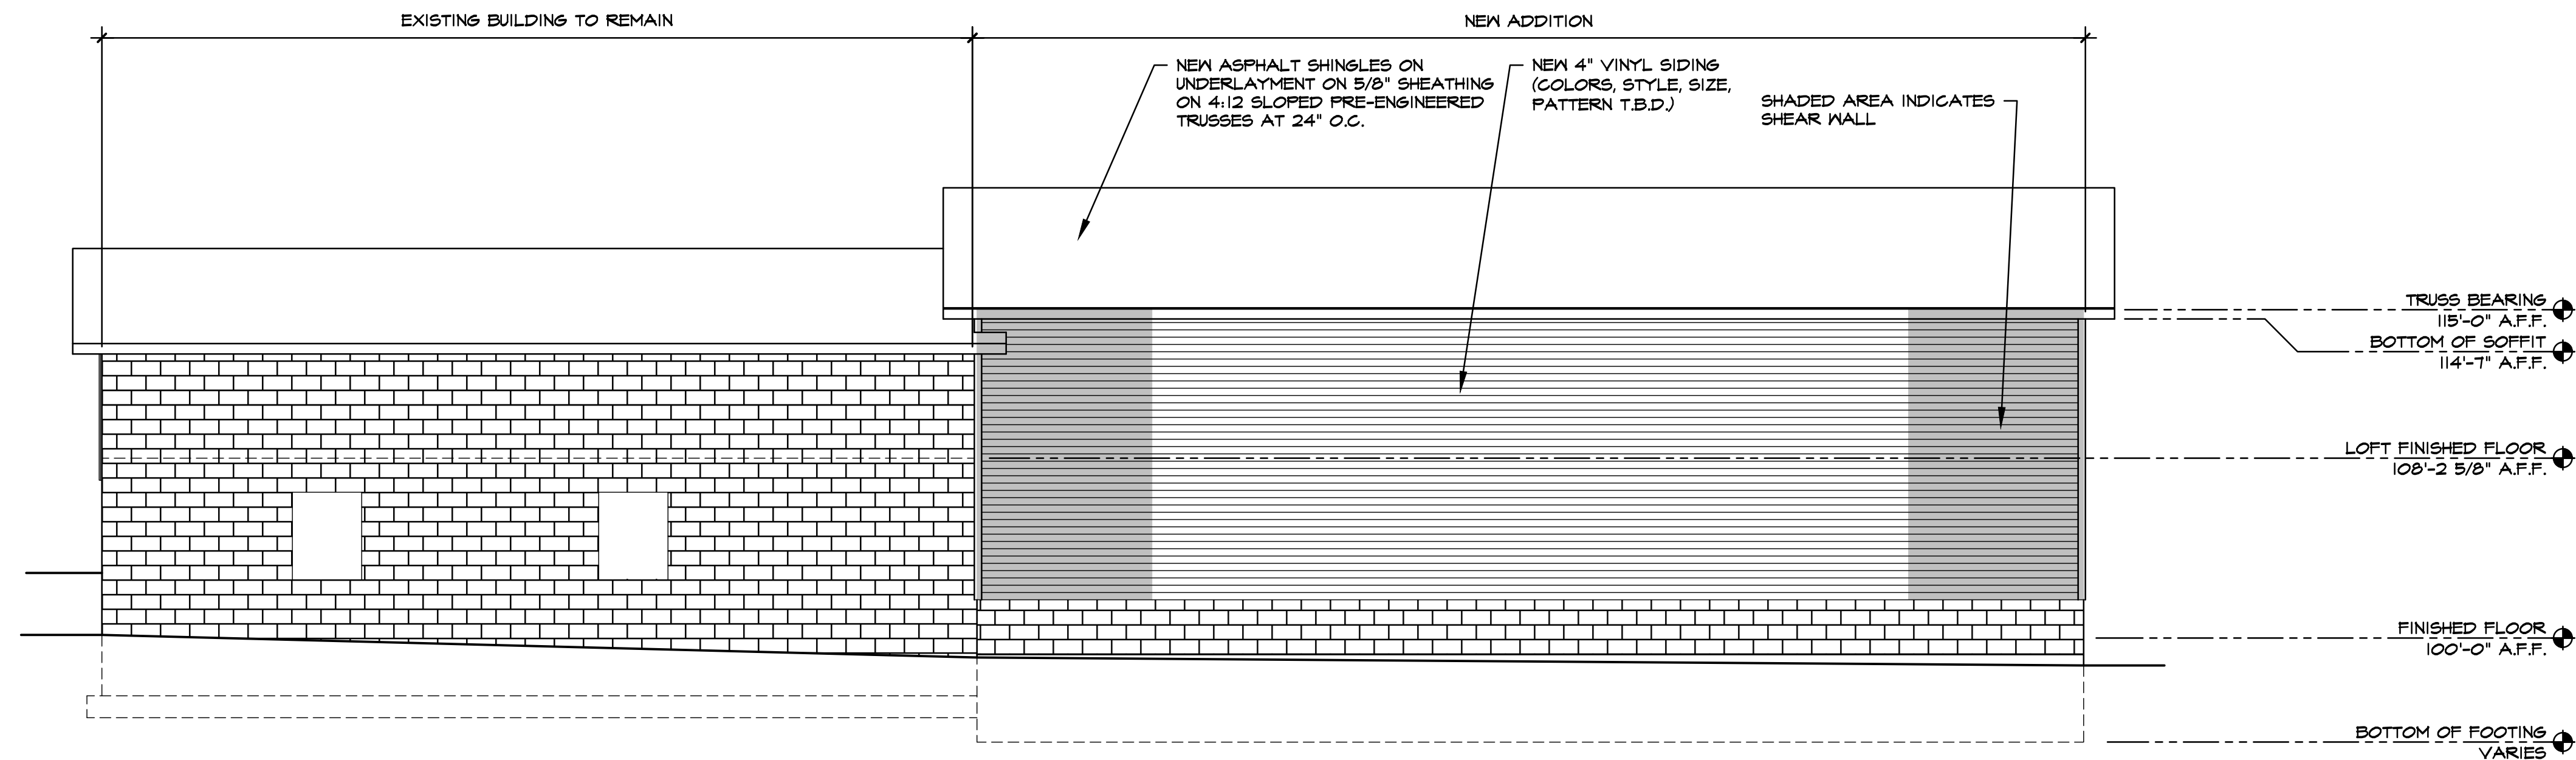 EXISTING BUILDING TO REMAIN
NEW ADDITION
NEW ASPHALT SHINGLES ON
UNDERLAYMENT ON 5/8" SHEATHING
ON 4:12 SLOPED PRE-ENGINEERED
TRUSSES AT 24" O.C.
NEW 4" VINYL SIDING
(COLORS, STYLE, SIZE,
PATTERN T.B.D.)
SHADED AREA INDICATES
SHEAR WALL
TRUSS BEARING
115'-0" A.F.F.
BOTTOM OF SOFFIT
114'-7" A.F.F.
LOFT FINISHED FLOOR
108'-2 5/8" A.F.F.
FINISHED FLOOR
100'-0" A.F.F.
BOTTOM OF FOOTING
VARIES